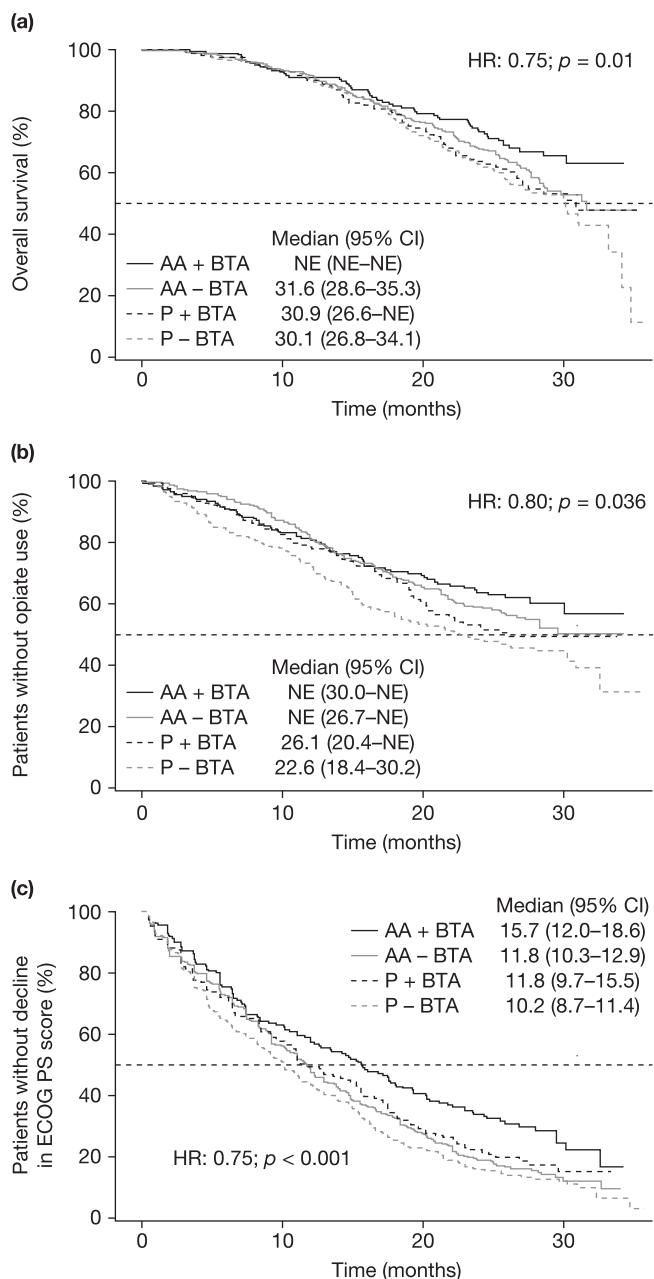 (a)
100
80
60
40
20
0
Overall survival (%)
HR: 0.75; p = 0.01
Median (95% CI)
AA + BTA NE (NE–NE)
AA – BTA 31.6 (28.6–35.3)
P + BTA 30.9 (26.6–NE)
P – BTA 30.1 (26.8–34.1)
0 10 20 30
Time (months)
(b)
100
80
60
40
20
0
Patients without opiate use (%)
HR: 0.80; p = 0.036
Median (95% CI)
AA + BTA NE (30.0–NE)
AA – BTA NE (26.7–NE)
P + BTA 26.1 (20.4–NE)
P – BTA 22.6 (18.4–30.2)
0 10 20 30
Time (months)
(c)
100
80
60
40
20
0
Patients without decline
in ECOG PS score (%)
Median (95% CI)
AA + BTA 15.7 (12.0–18.6)
AA – BTA 11.8 (10.3–12.9)
P + BTA 11.8 (9.7–15.5)
P – BTA 10.2 (8.7–11.4)
HR: 0.75; p < 0.001
0 10 20 30
Time (months)